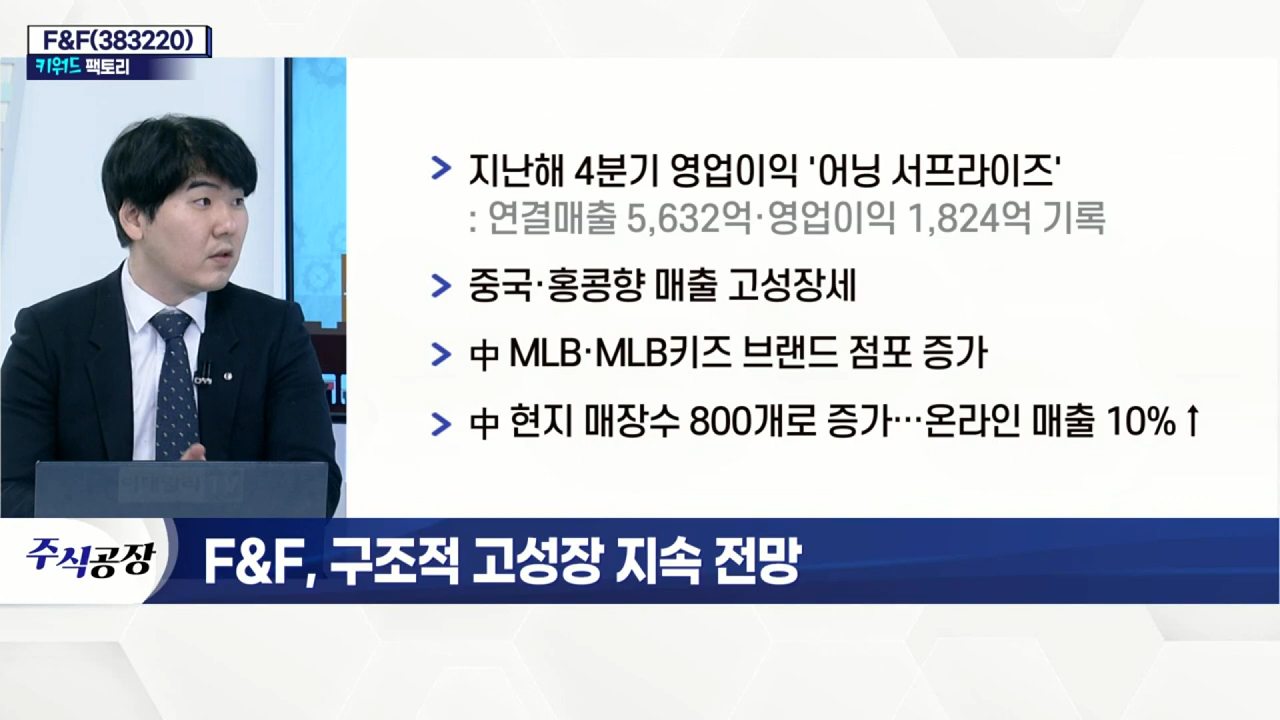 F&F(383220)
키워드 팩토리
> 지난해 4분기 영업이익 '어닝 서프라이즈'
: 연결매출 5,632억·영업이익 1,824억 기록
> 중국·홍콩향 매출 고성장세
> 中 MLB·MLB키즈 브랜드 점포 증가
> 中 현지 매장수 800개로 증가…온라인 매출 10%↑
주식공장
F&F, 구조적 고성장 지속 전망